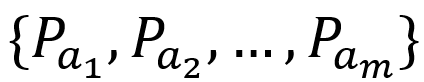 {P_{a_1}, P_{a_2}, …, P_{a_m}}